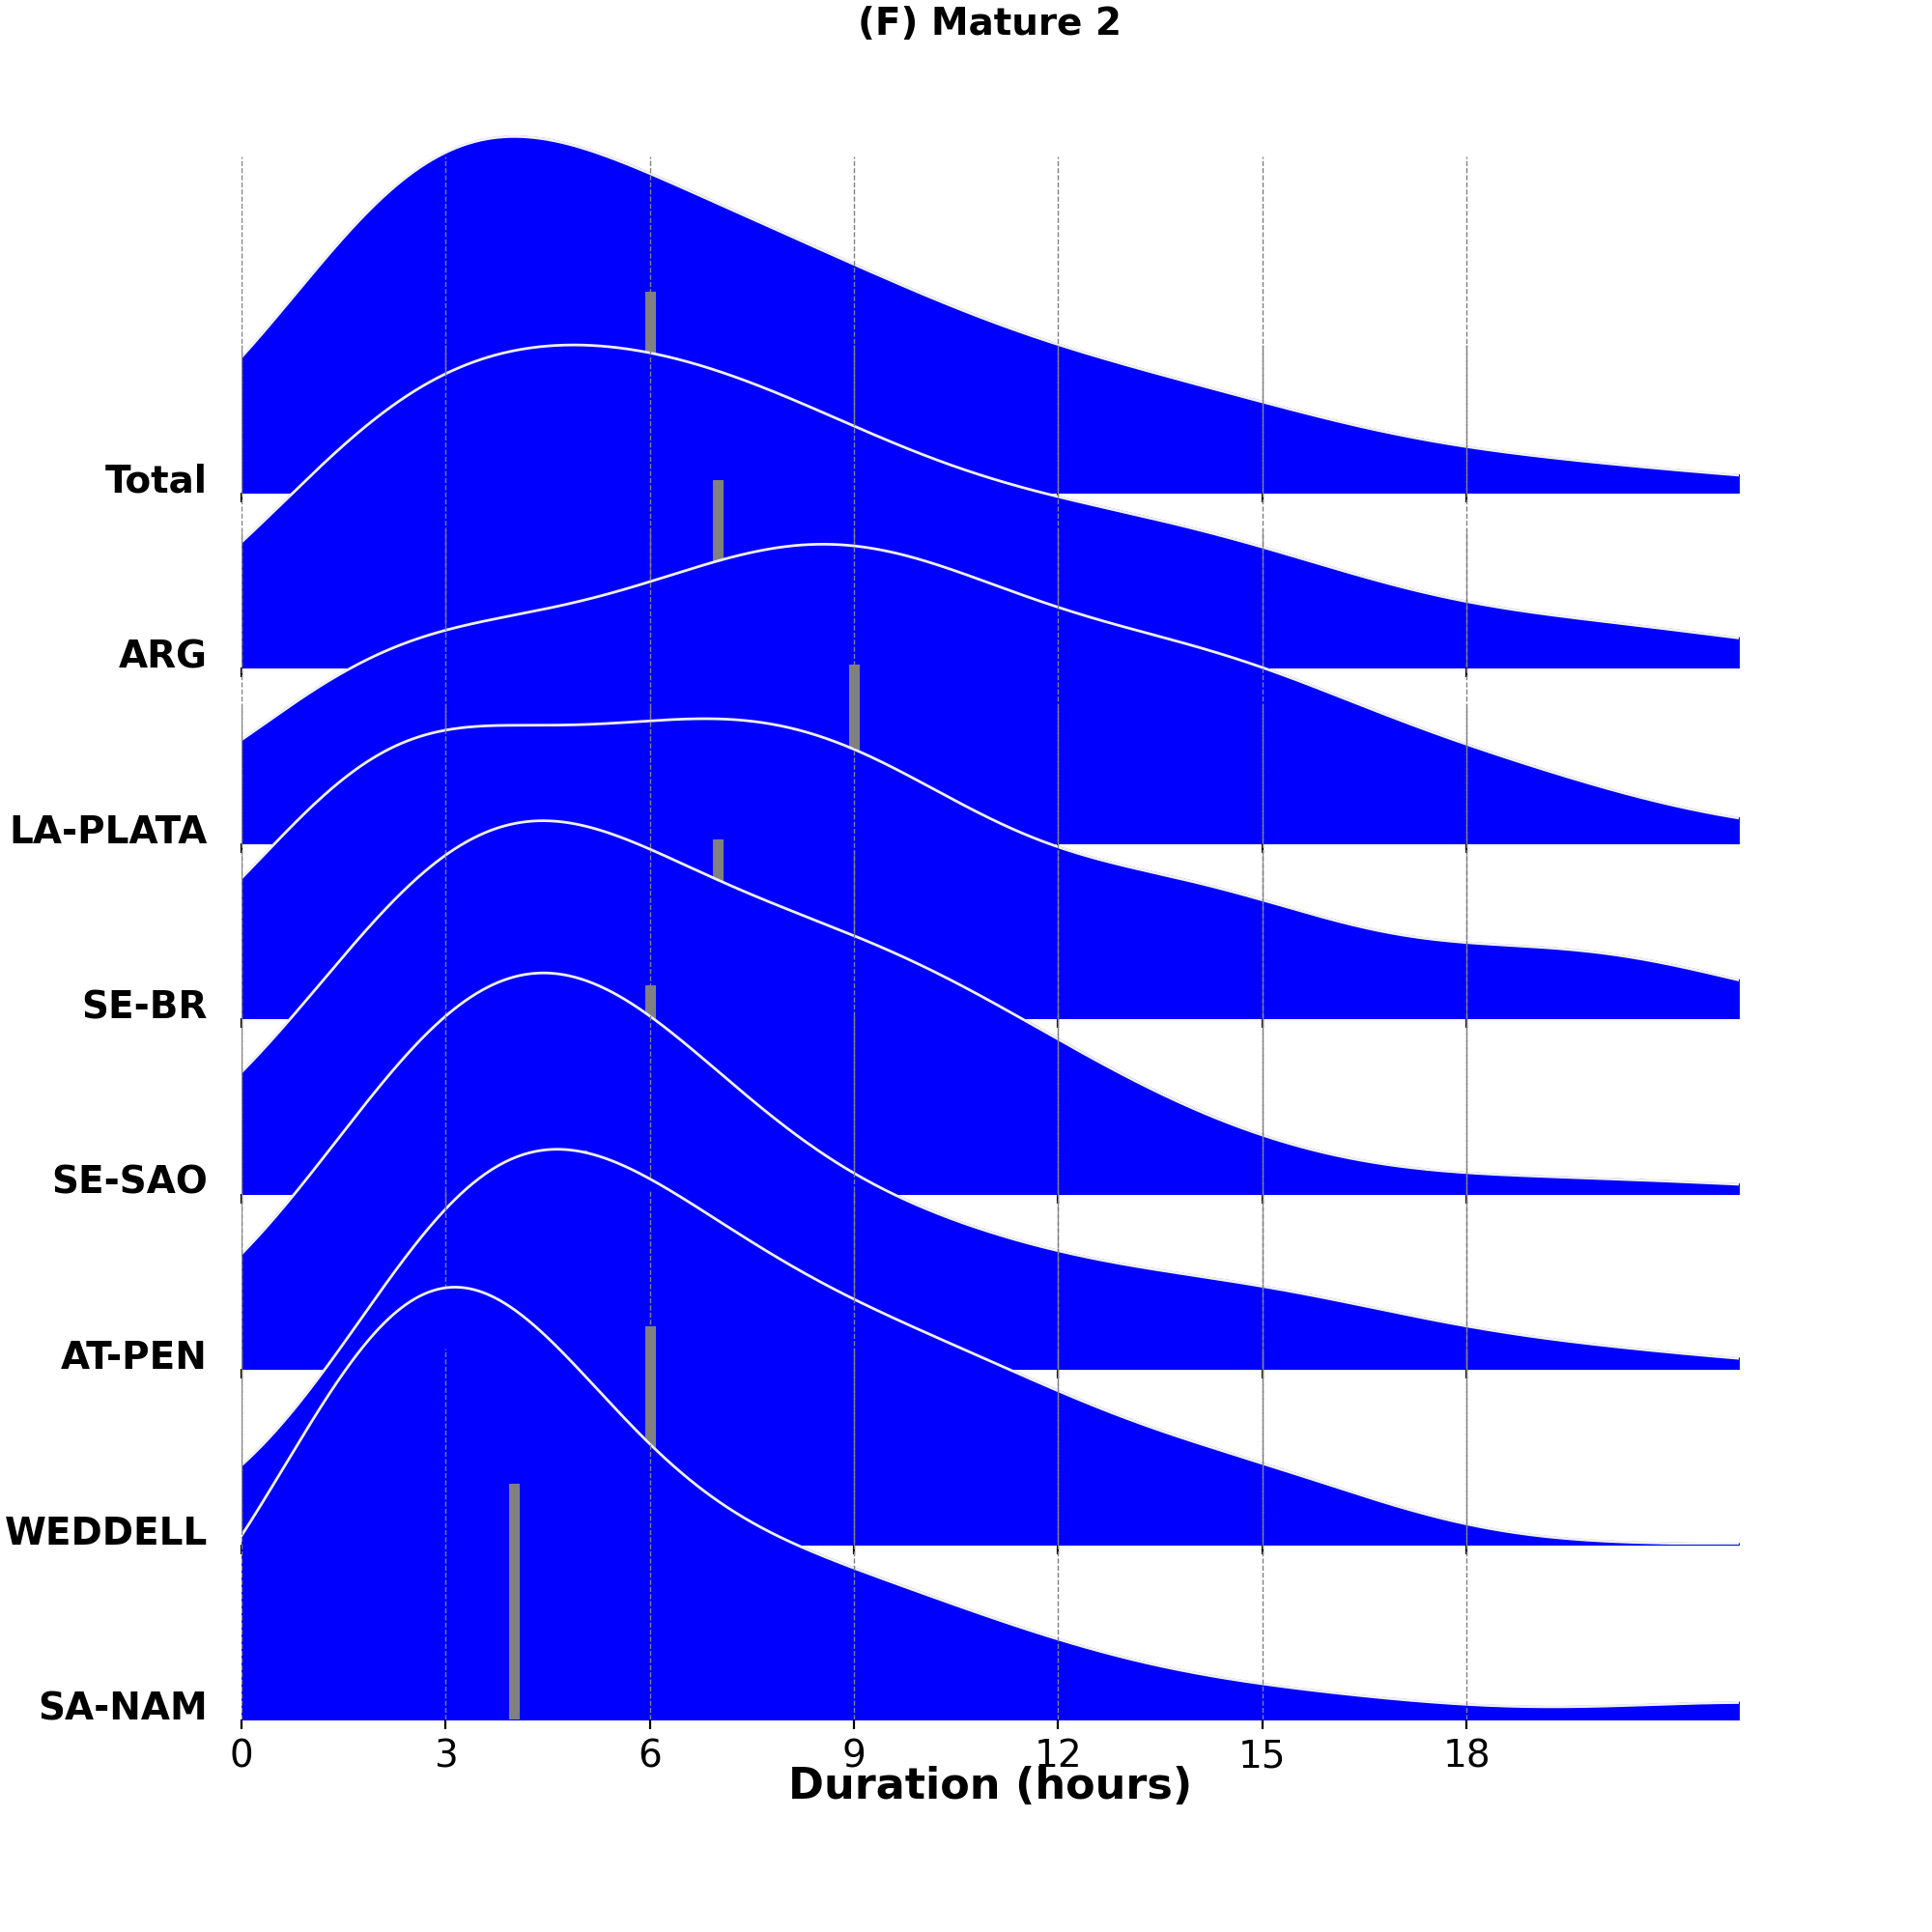 (F) Mature 2
Total
ARG
LA-PLATA
SE-BR
SE-SAO
AT-PEN
WEDDELL
SA-NAM
0 3 6 9 12 15 18
Duration (hours)